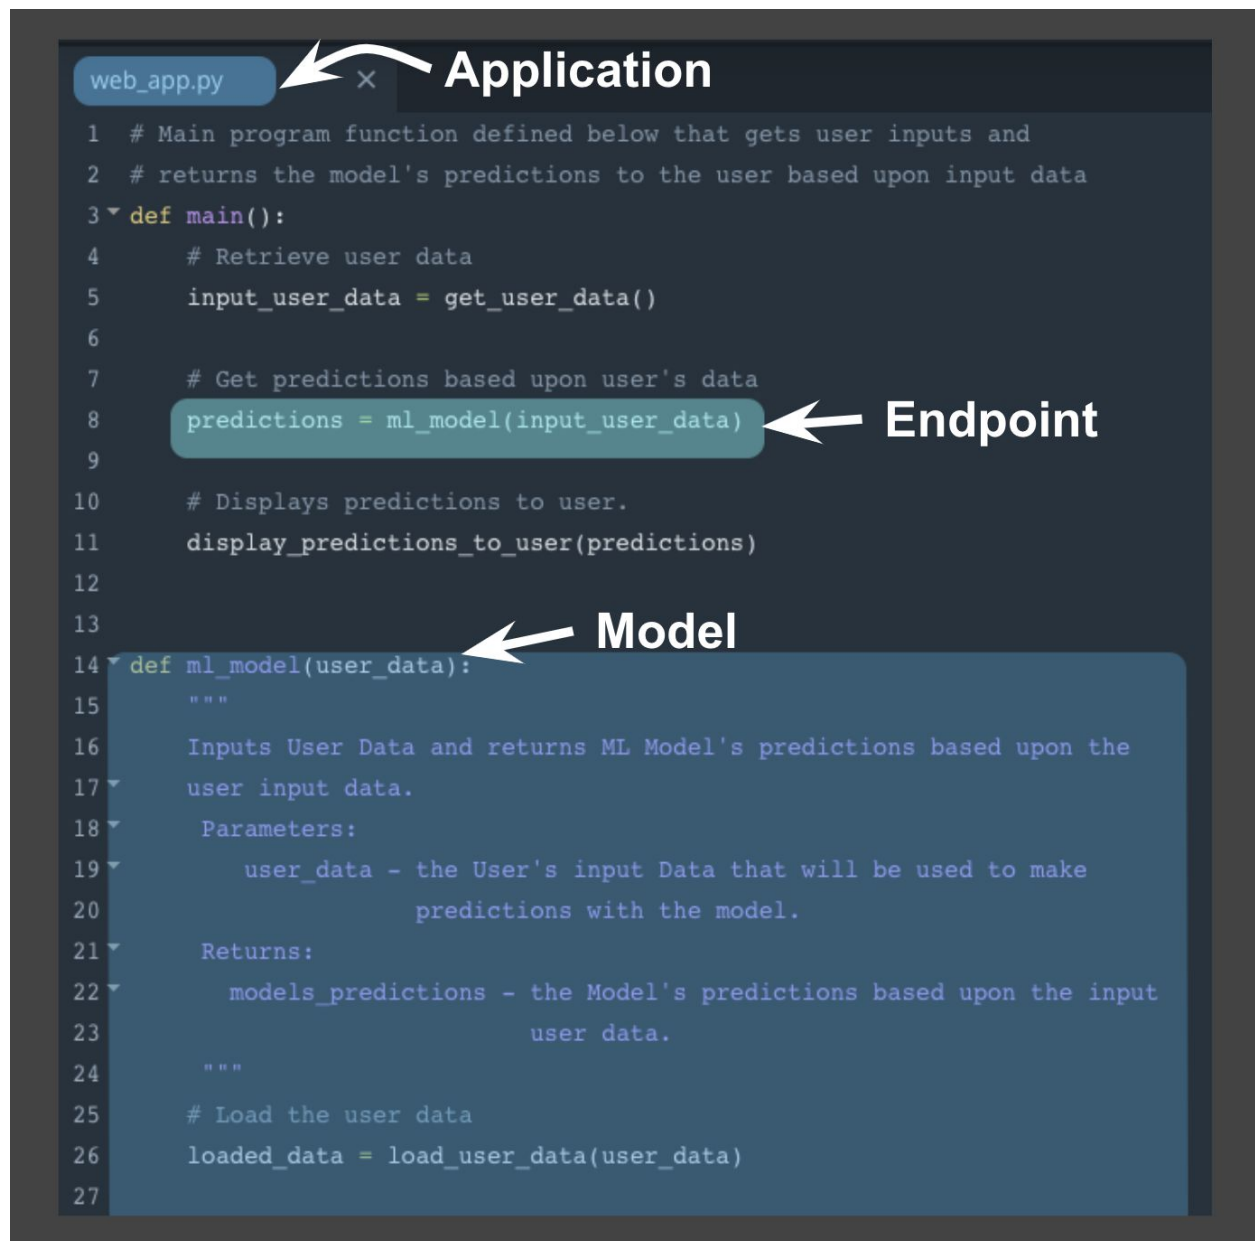 web_app.py × Application
1 # Main program function defined below that gets user inputs and
2 # returns the model's predictions to the user based upon input data
3 def main():
4 # Retrieve user data
5 input_user_data = get_user_data()
6
7 # Get predictions based upon user's data
8 predictions = ml_model(input_user_data) Endpoint
9
10 # Displays predictions to user.
11 display_predictions_to_user(predictions)
12
13
Model
14 def ml_model(user_data):
15 """
16 Inputs User Data and returns ML Model's predictions based upon the
17 user input data.
18 Parameters:
19 user_data – the User's input Data that will be used to make
20 predictions with the model.
21 Returns:
22 models_predictions – the Model's predictions based upon the input
23 user data.
24 """
25 # Load the user data
26 loaded_data = load_user_data(user_data)
27